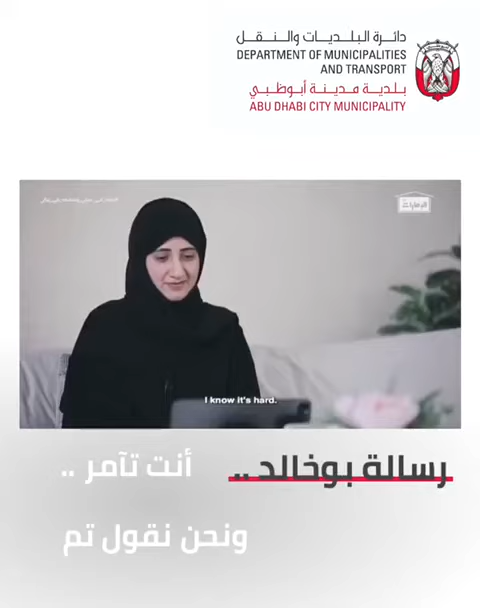 دائرة البلديات والنقل
DEPARTMENT OF MUNICIPALITIES
AND TRANSPORT
بلدية مدينة أبوظبي
ABU DHABI CITY MUNICIPALITY
I know it's hard.
رسالة بوخالد .. أنت تآمر ..
ونحن نقول تم